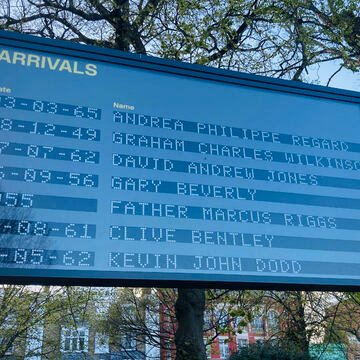 ARRIVALS
ate Name
3-03-65 ANDREA PHILIPPE REGARD
8-12-49 GRAHAM CHARLES WILKINSO
7-07-62 DAVID ANDREW JONES
-09-56 GARY BEVERLY
955 FATHER MARCUS RIGGS
-08-61 CLIVE BENTLEY
-05-62 KEVIN JOHN DODD